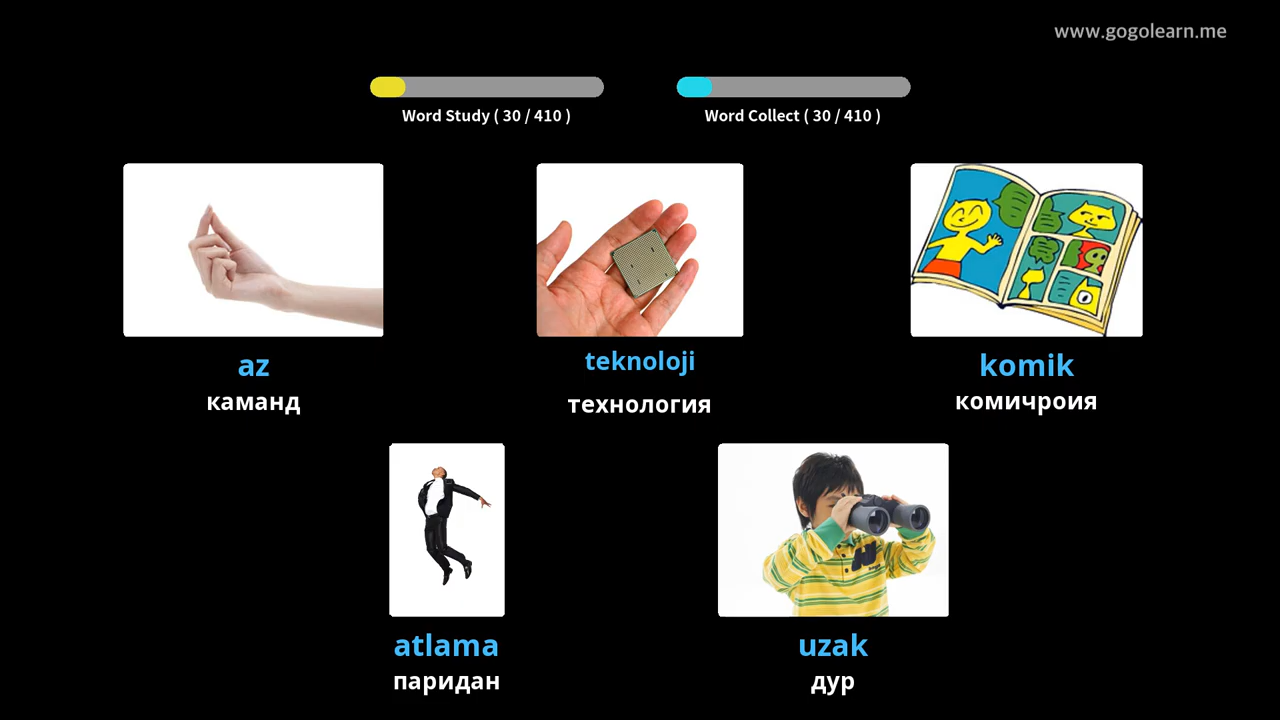 www.gogolearn.me
Word Study ( 30 / 410 )
Word Collect ( 30 / 410 )
az
каманд
teknoloji
технология
komik
комичроия
atlama
паридан
uzak
дур